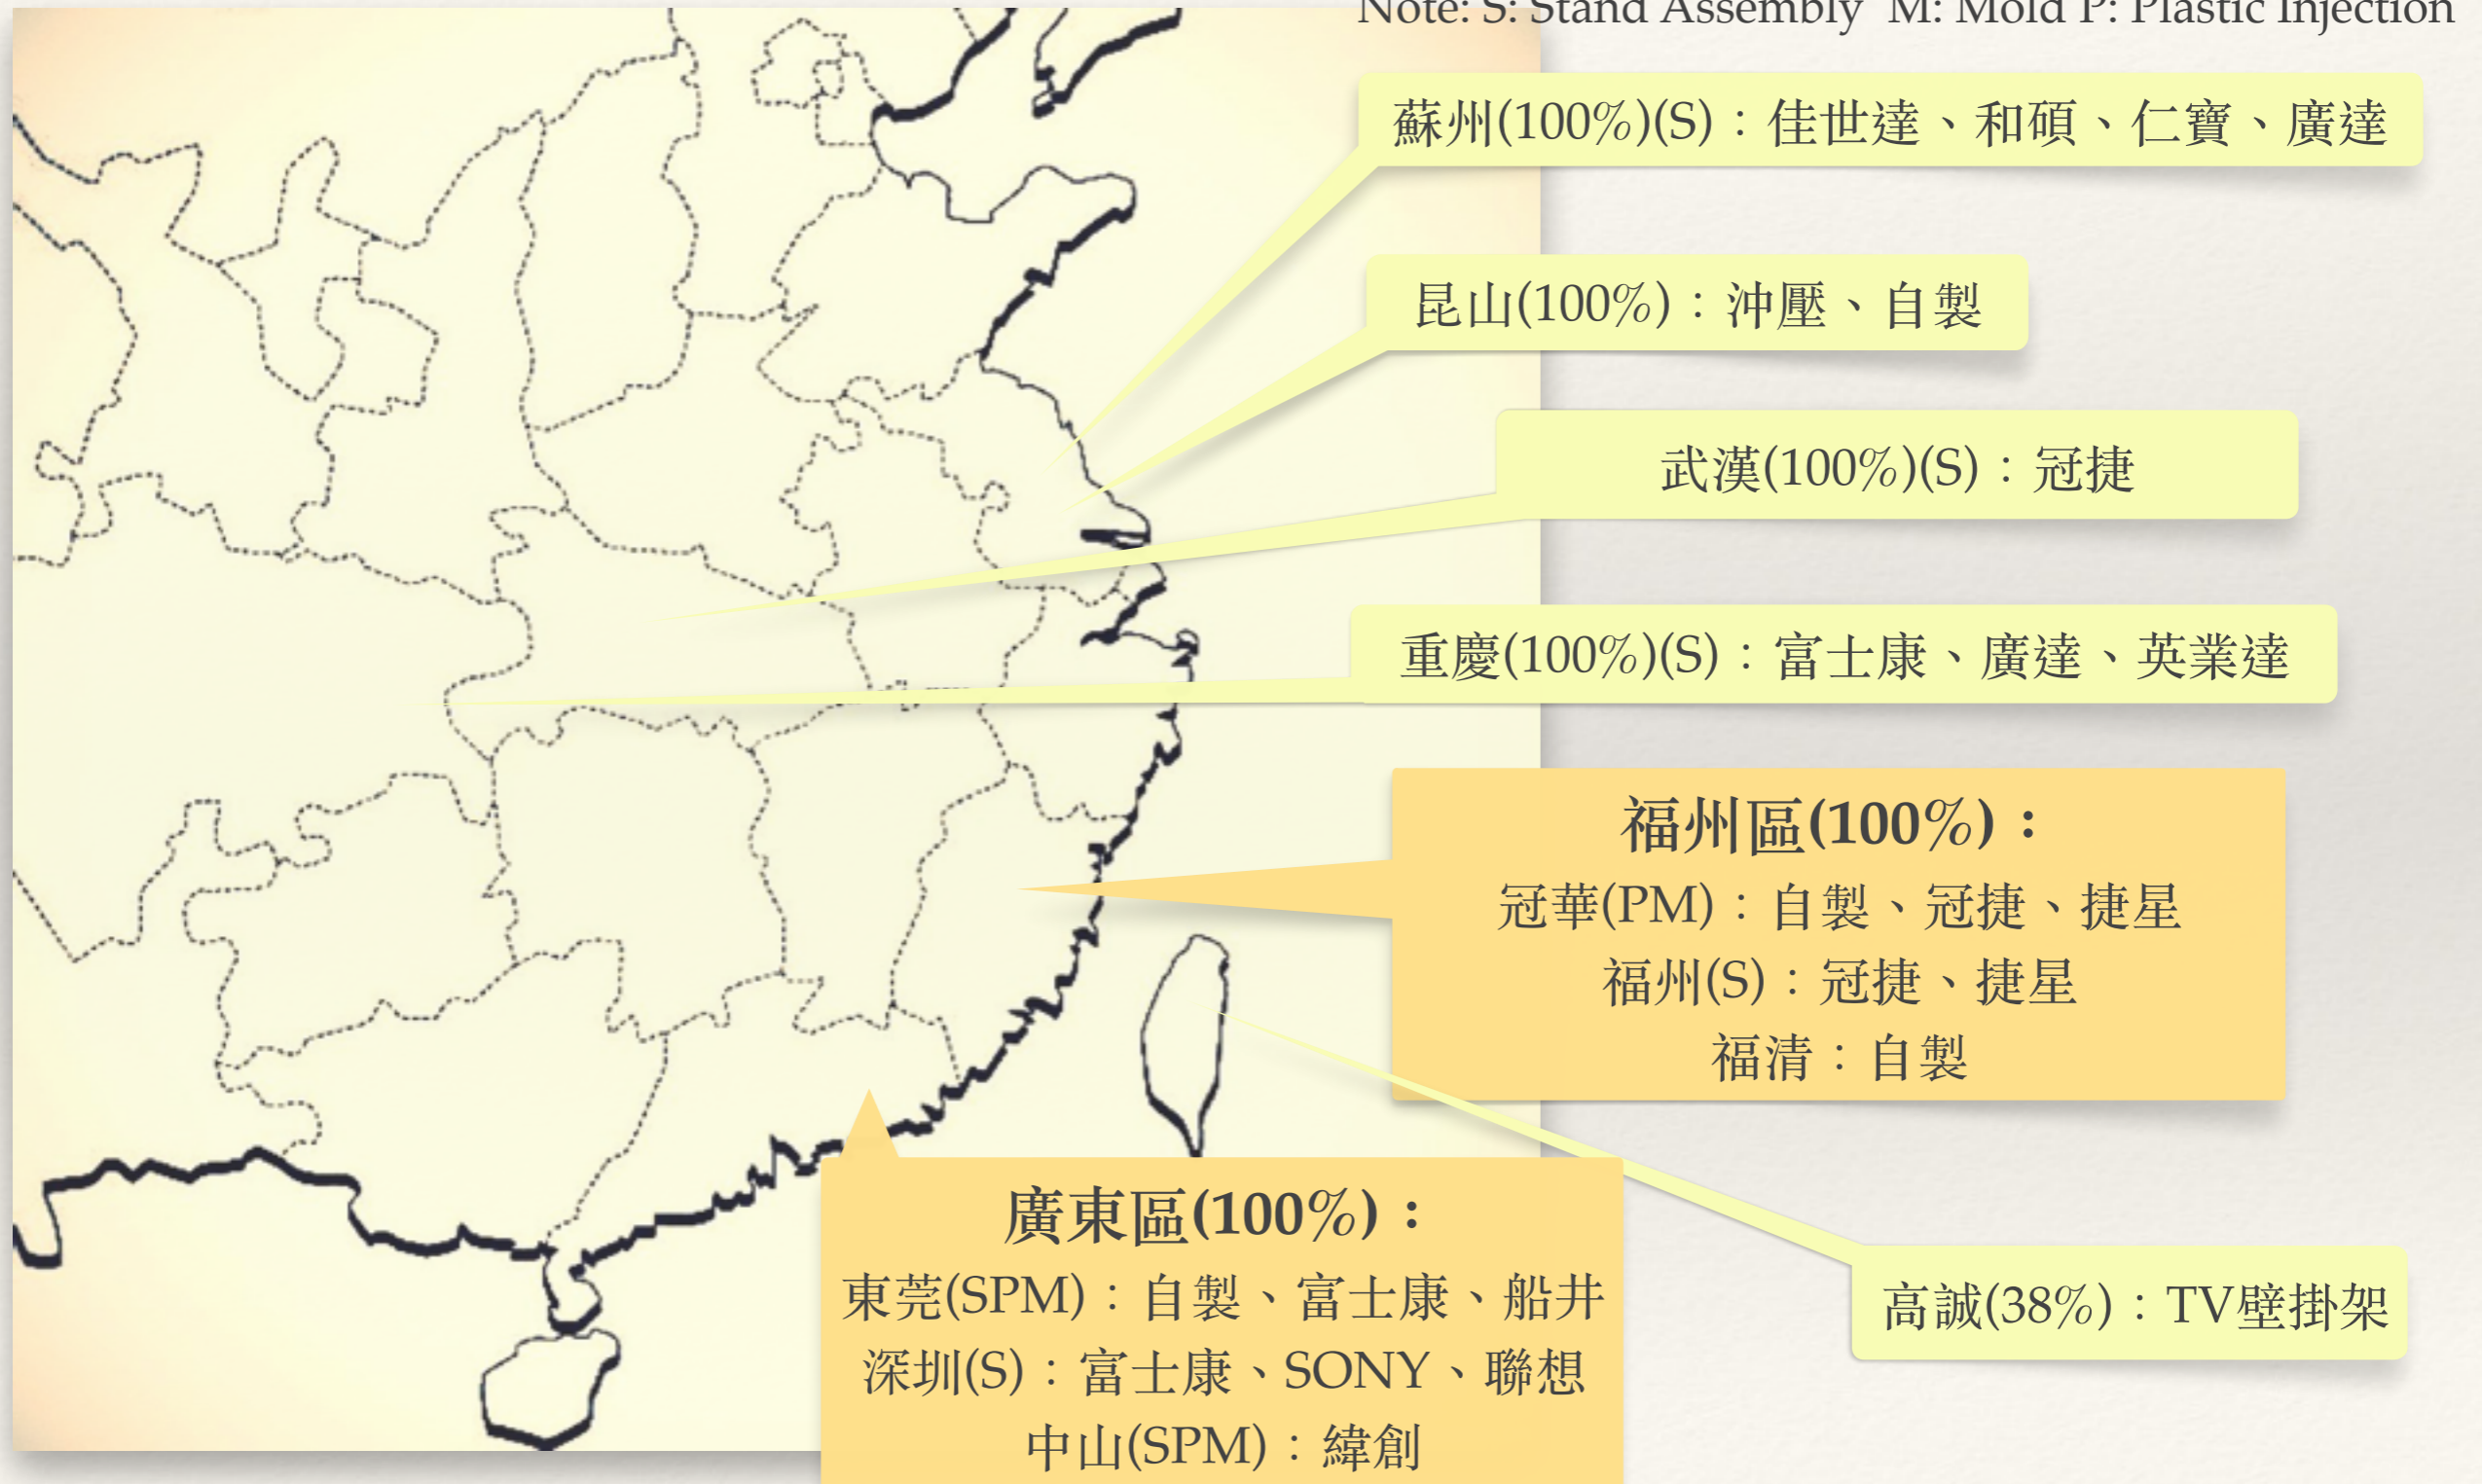 Note: S: Stand Assembly M: Mold P: Plastic Injection
蘇州(100%)(S)：佳世達、和碩、仁寶、廣達
昆山(100%)：沖壓、自製
武漢(100%)(S)：冠捷
重慶(100%)(S)：富士康、廣達、英業達
福州區(100%)：
冠華(PM)：自製、冠捷、捷星
福州(S)：冠捷、捷星
福清：自製
廣東區(100%)：
東莞(SPM)：自製、富士康、船井
深圳(S)：富士康、SONY、聯想
中山(SPM)：緯創
高誠(38%)：TV壁掛架